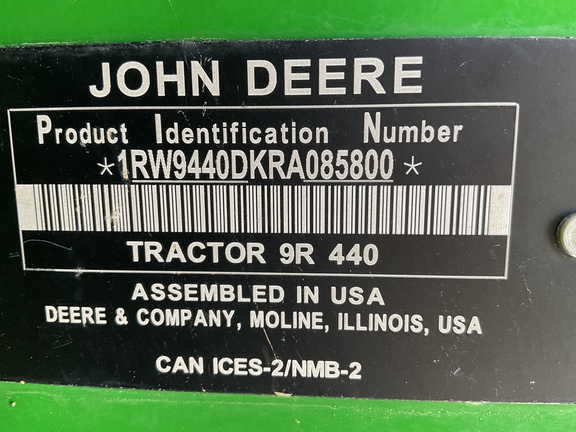 JOHN DEERE
Product Identification Number
*1RW9440DKRA085800*
TRACTOR 9R 440
ASSEMBLED IN USA
DEERE & COMPANY, MOLINE, ILLINOIS, USA
CAN ICES-2/NMB-2